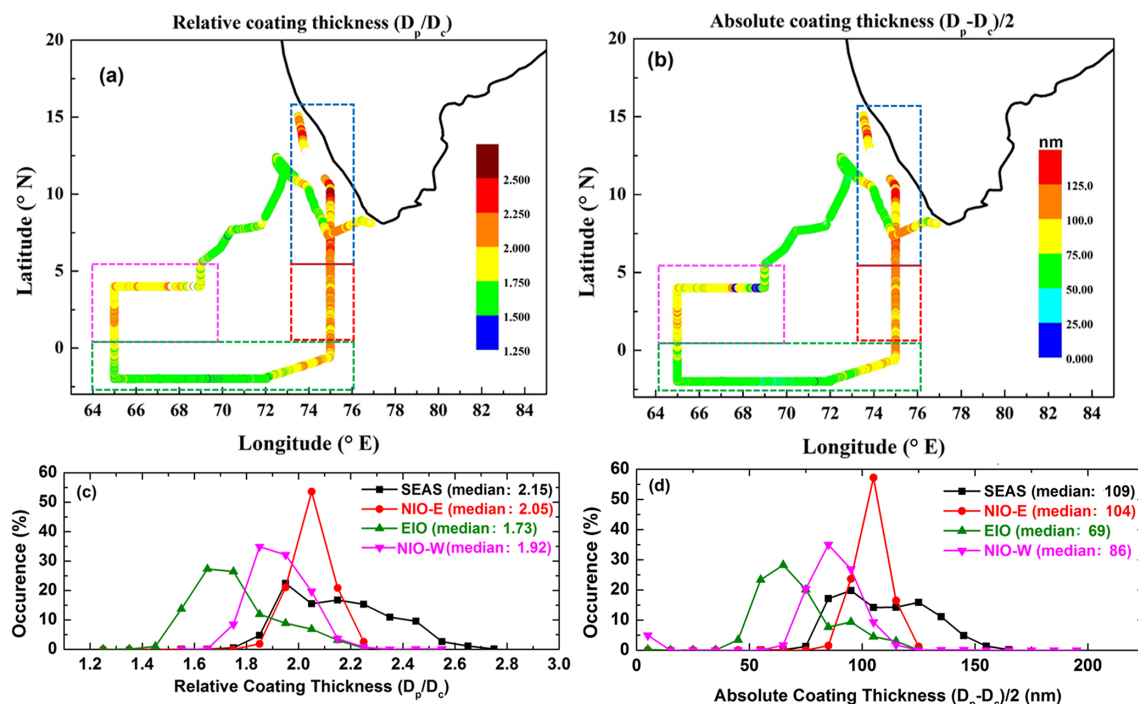 Relative coating thickness (Dp/Dc)
(a)
Latitude (° N)
20
15
10
5
0
2.500
2.250
2.000
1.750
1.500
1.250
64 66 68 70 72 74 76 78 80 82 84
Longitude (° E)
Absolute coating thickness (Dp-Dc)/2
(b)
Latitude (° N)
20
15
10
5
0
nm
125.0
100.0
75.00
50.00
25.00
0.000
64 66 68 70 72 74 76 78 80 82 84
Longitude (° E)
(c)
Occurence (%)
60
50
40
30
20
10
0
SEAS (median: 2.15)
NIO-E (median: 2.05)
EIO (median: 1.73)
NIO-W (median: 1.92)
1.2 1.4 1.6 1.8 2.0 2.2 2.4 2.6 2.8 3.0
Relative Coating Thickness (Dp/Dc)
(d)
Occurence (%)
60
50
40
30
20
10
0
SEAS (median: 109)
NIO-E (median: 104)
EIO (median: 69)
NIO-W (median: 86)
0 50 100 150 200
Absolute Coating Thickness (Dp-Dc)/2 (nm)